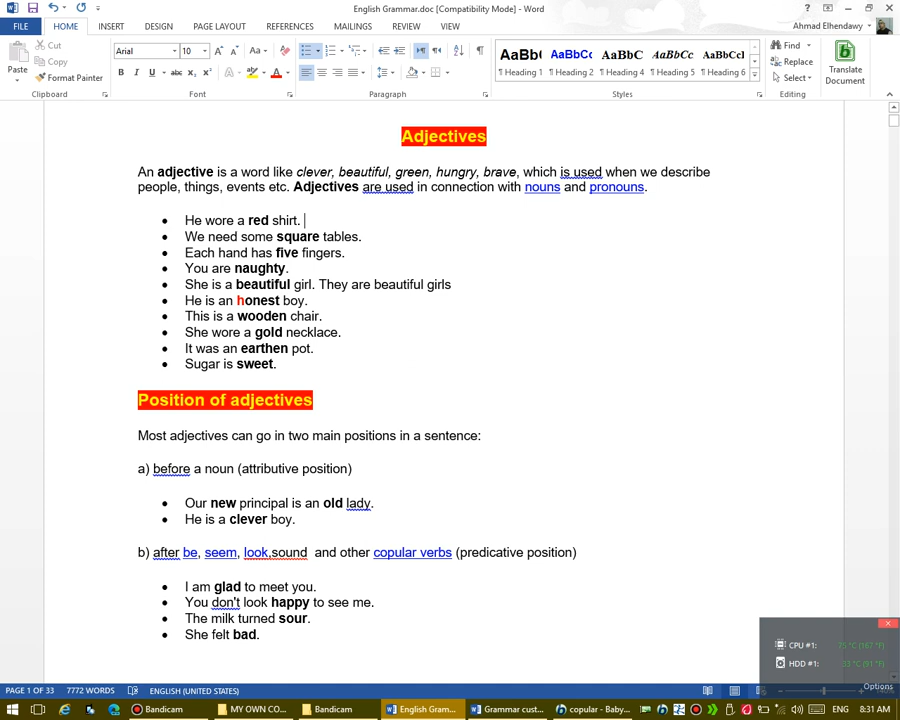 English Grammar.doc [Compatibility Mode] - Word
FILE HOME INSERT DESIGN PAGE LAYOUT REFERENCES MAILINGS REVIEW VIEW Ahmad Elhendawy
Paste Cut Copy Format Painter
Arial 10
Find Replace Select
Translate Document
AaBb( AaBbCc AaBbC AaBbCc AaBbCcl
¶ Heading 1 ¶ Heading 2 ¶ Heading 4 ¶ Heading 5 ¶ Heading 6
Clipboard Font Paragraph Styles Editing
Adjectives
An adjective is a word like clever, beautiful, green, hungry, brave, which is used when we describe
people, things, events etc. Adjectives are used in connection with nouns and pronouns.
• He wore a red shirt.
• We need some square tables.
• Each hand has five fingers.
• You are naughty.
• She is a beautiful girl. They are beautiful girls
• He is an honest boy.
• This is a wooden chair.
• She wore a gold necklace.
• It was an earthen pot.
• Sugar is sweet.
Position of adjectives
Most adjectives can go in two main positions in a sentence:
a) before a noun (attributive position)
• Our new principal is an old lady.
• He is a clever boy.
b) after be, seem, look,sound and other copular verbs (predicative position)
• I am glad to meet you.
• You don't look happy to see me.
• The milk turned sour.
• She felt bad.
CPU #1: 75 °C (167 °F)
HDD #1: 33 °C (91 °F)
Options
PAGE 1 OF 33 7772 WORDS ENGLISH (UNITED STATES)
Bandicam MY OWN CO... Bandicam English Gram... Grammar cust... copular - Baby... ENG 8:31 AM